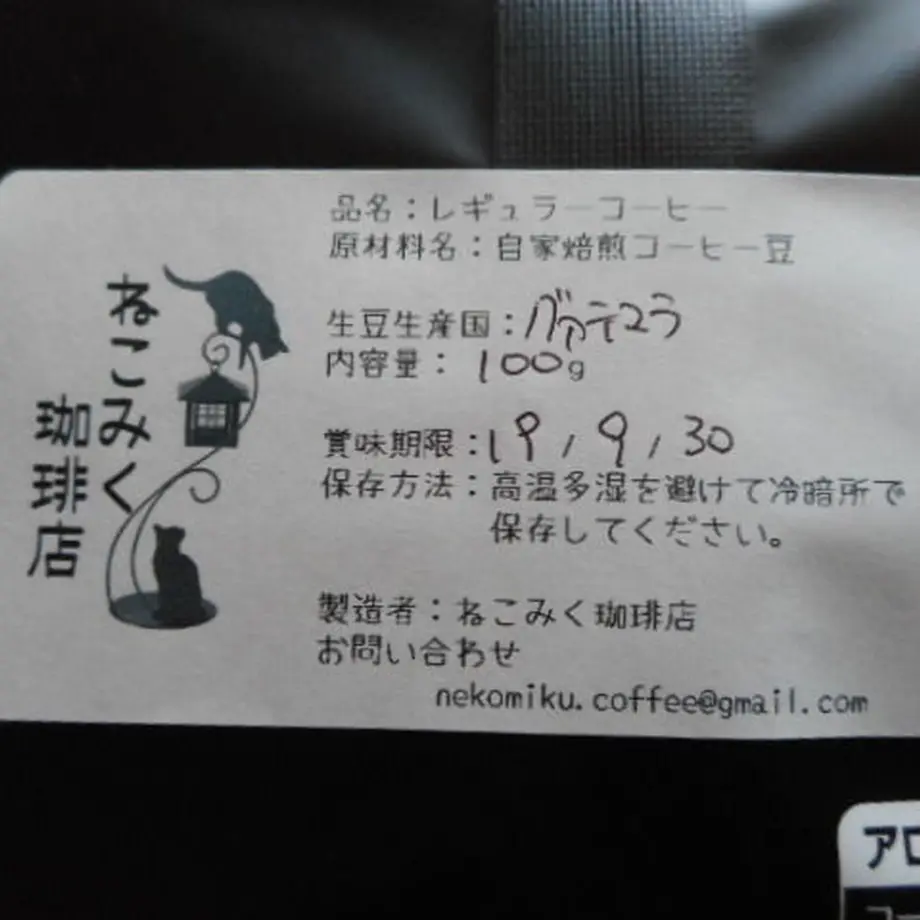 ねこみく
珈琲店
品名：レギュラーコーヒー
原材料名：自家焙煎コーヒー豆
生豆生産国：グァテマラ
内容量： 100g
賞味期限：19/9/30
保存方法：高温多湿を避けて冷暗所で
保存してください。
製造者：ねこみく珈琲店
お問い合わせ
nekomiku.coffee@gmail.com
アロ
コー